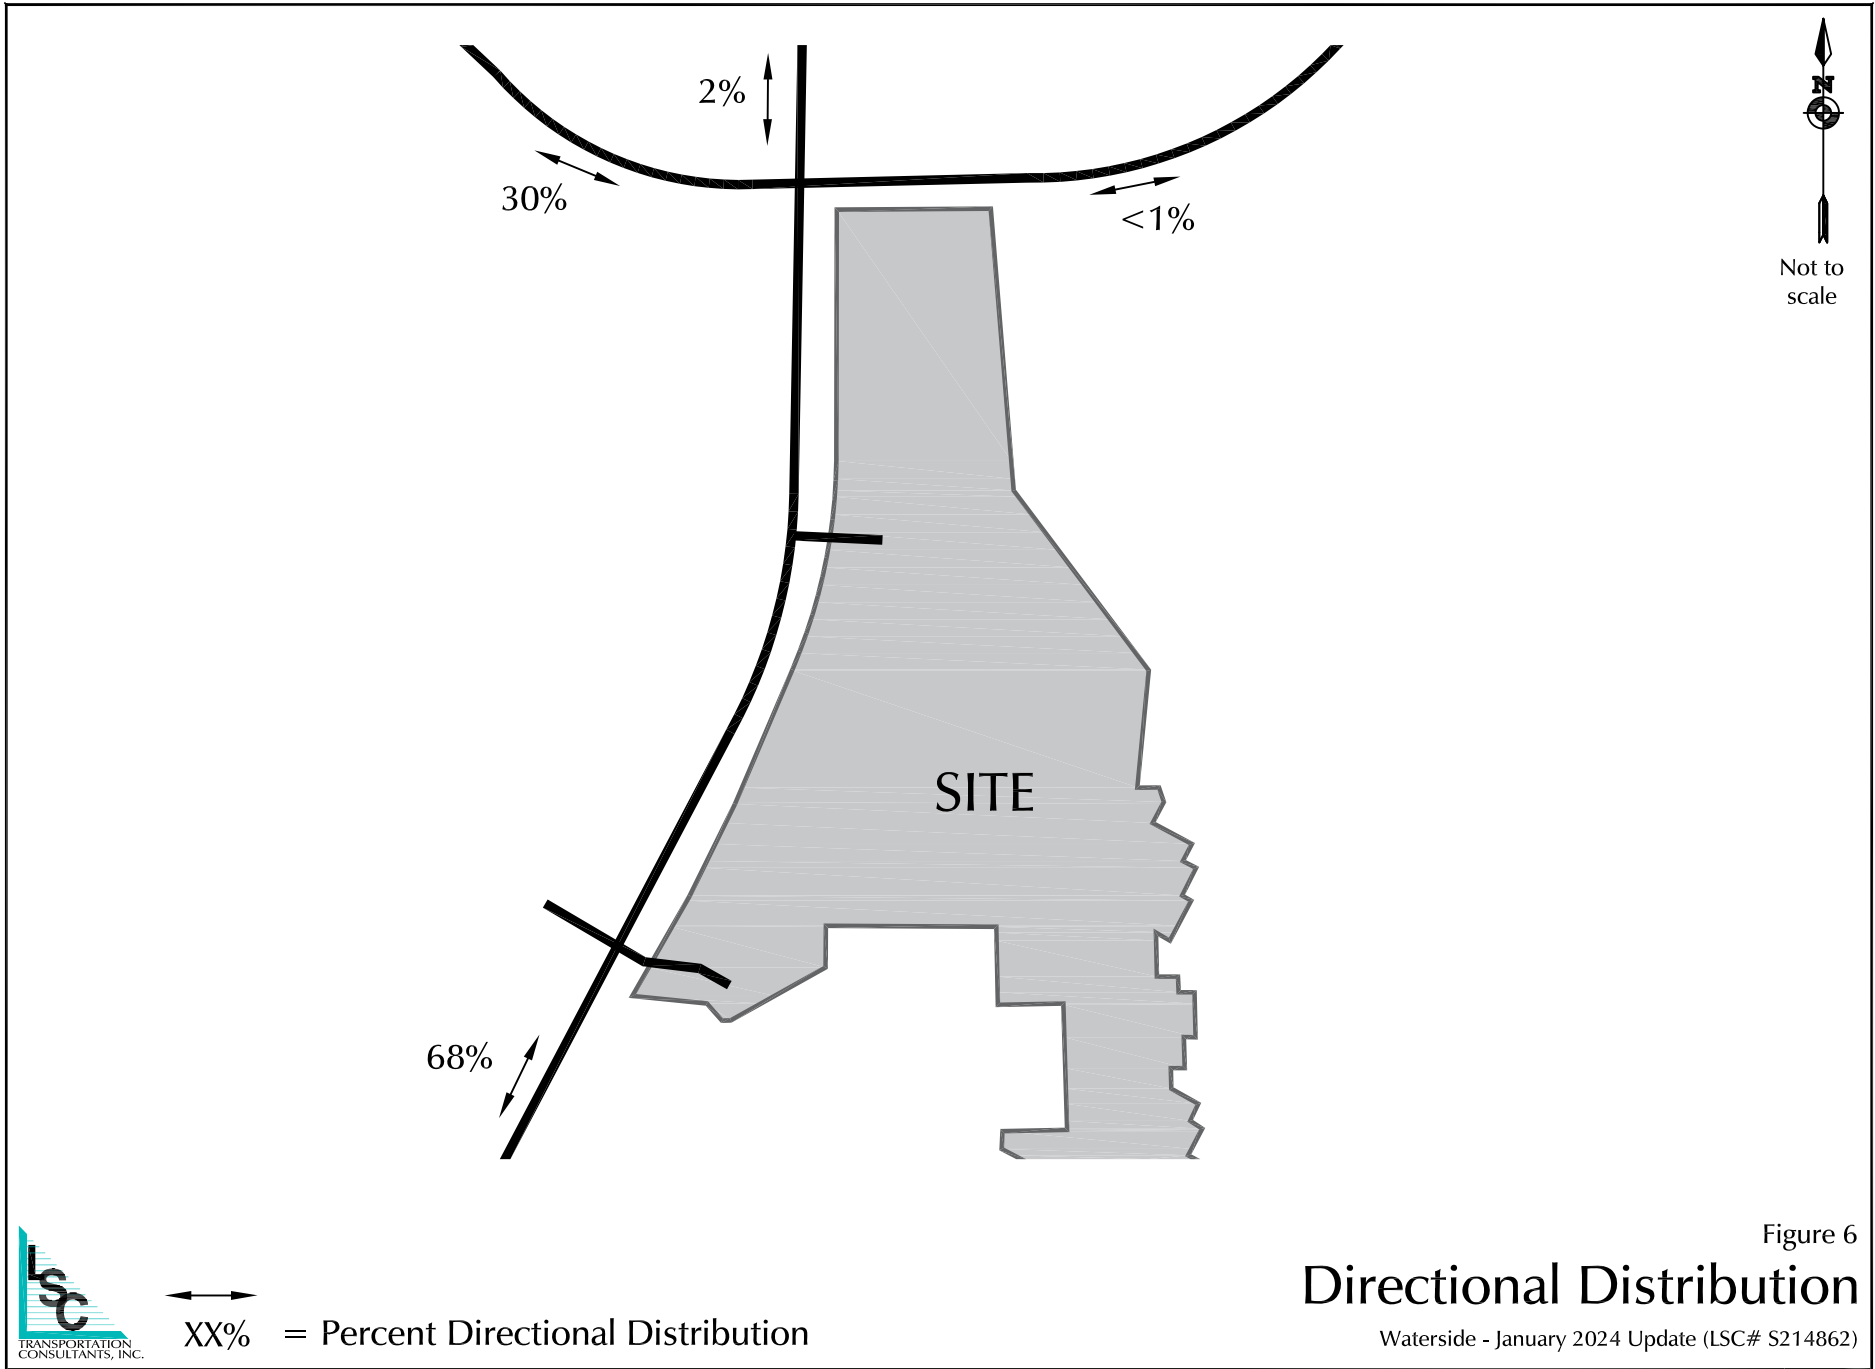 2%
30%
<1%
N
Not to
scale
SITE
68%
Figure 6
Directional Distribution
Waterside - January 2024 Update (LSC# S214862)
LSC
TRANSPORTATION
CONSULTANTS, INC.
XX% = Percent Directional Distribution